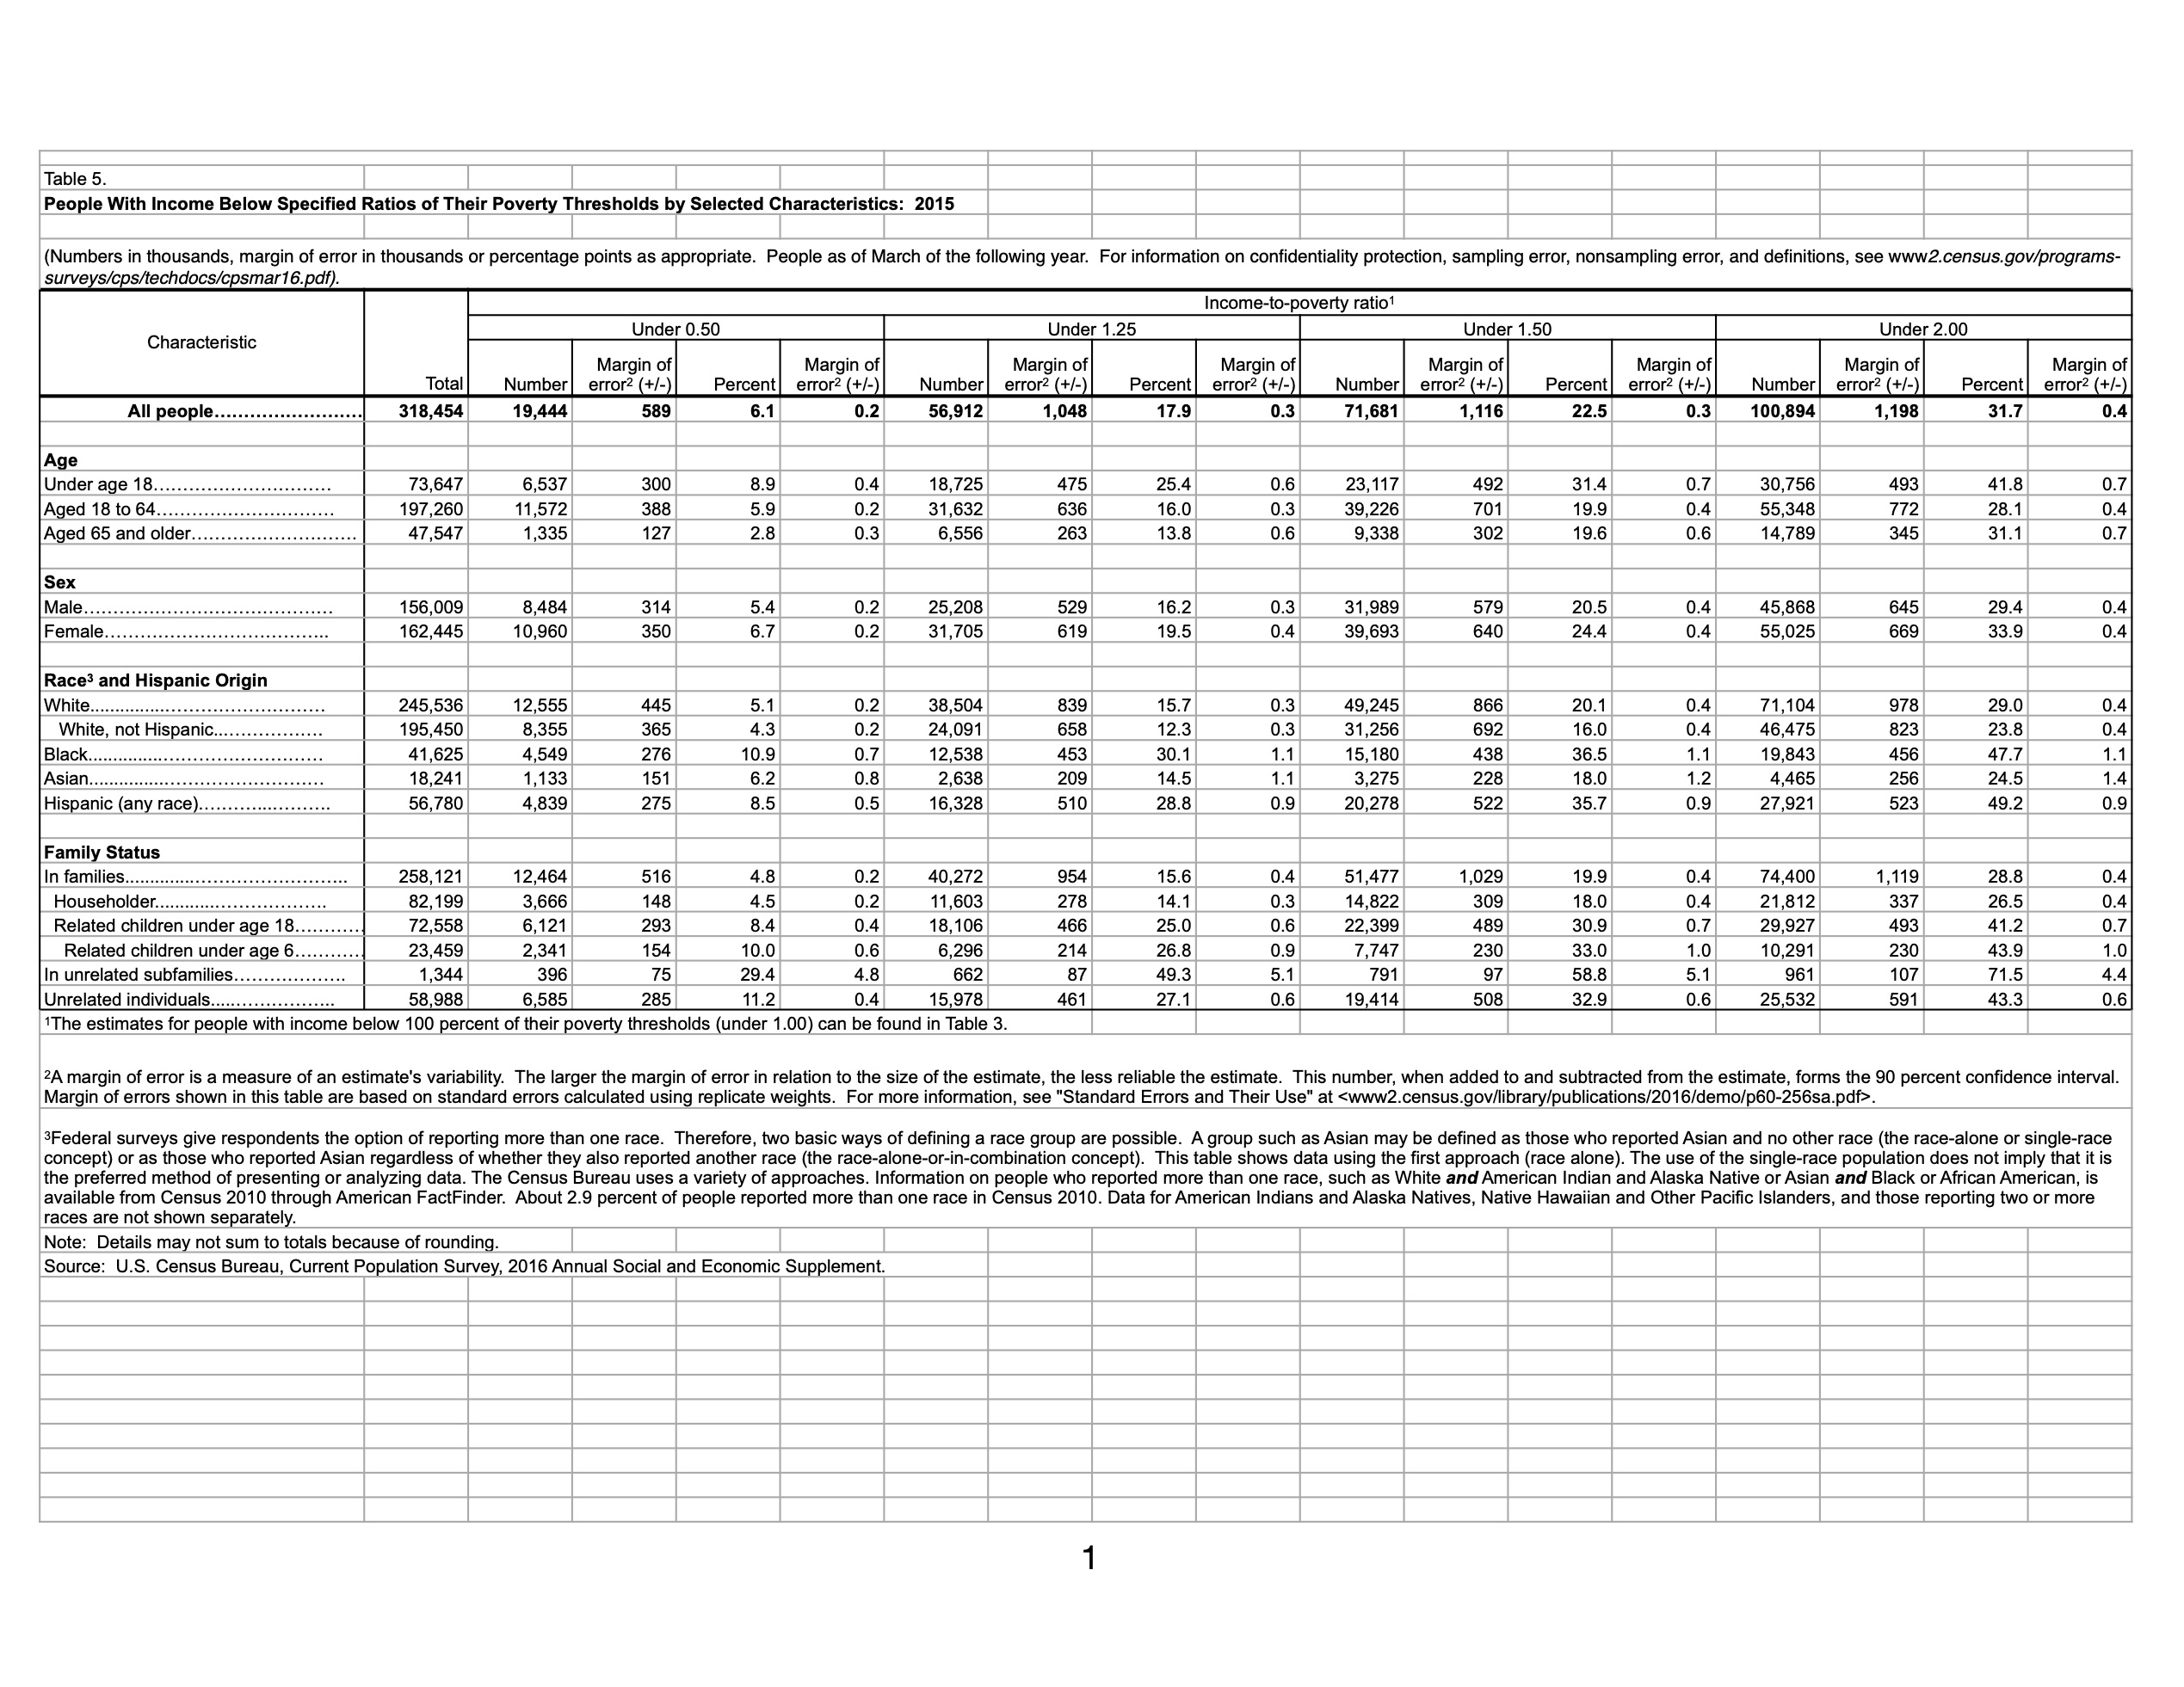 Table 5.
People With Income Below Specified Ratios of Their Poverty Thresholds by Selected Characteristics:  2015
(Numbers in thousands, margin of error in thousands or percentage points as appropriate.  People as of March of the following year.  For information on confidentiality protection, sampling error, nonsampling error, and definitions, see www2.census.gov/programs-
surveys/cps/techdocs/cpsmar16.pdf).
Characteristic Total Income-to-poverty ratio¹
Under 0.50 Under 1.25 Under 1.50 Under 2.00
Number Margin of error² (+/-) Percent Margin of error² (+/-) Number Margin of error² (+/-) Percent Margin of error² (+/-) Number Margin of error² (+/-) Percent Margin of error² (+/-) Number Margin of error² (+/-) Percent Margin of error² (+/-)
All people......................... 318,454 19,444 589 6.1 0.2 56,912 1,048 17.9 0.3 71,681 1,116 22.5 0.3 100,894 1,198 31.7 0.4
Age
Under age 18.............................. 73,647 6,537 300 8.9 0.4 18,725 475 25.4 0.6 23,117 492 31.4 0.7 30,756 493 41.8 0.7
Aged 18 to 64.............................. 197,260 11,572 388 5.9 0.2 31,632 636 16.0 0.3 39,226 701 19.9 0.4 55,348 772 28.1 0.4
Aged 65 and older............................ 47,547 1,335 127 2.8 0.3 6,556 263 13.8 0.6 9,338 302 19.6 0.6 14,789 345 31.1 0.7
Sex
Male.......................................... 156,009 8,484 314 5.4 0.2 25,208 529 16.2 0.3 31,989 579 20.5 0.4 45,868 645 29.4 0.4
Female...................................... 162,445 10,960 350 6.7 0.2 31,705 619 19.5 0.4 39,693 640 24.4 0.4 55,025 669 33.9 0.4
Race³ and Hispanic Origin
White........................................ 245,536 12,555 445 5.1 0.2 38,504 839 15.7 0.3 49,245 866 20.1 0.4 71,104 978 29.0 0.4
White, not Hispanic................... 195,450 8,355 365 4.3 0.2 24,091 658 12.3 0.3 31,256 692 16.0 0.4 46,475 823 23.8 0.4
Black........................................ 41,625 4,549 276 10.9 0.7 12,538 453 30.1 1.1 15,180 438 36.5 1.1 19,843 456 47.7 1.1
Asian........................................ 18,241 1,133 151 6.2 0.8 2,638 209 14.5 1.1 3,275 228 18.0 1.2 4,465 256 24.5 1.4
Hispanic (any race)...................... 56,780 4,839 275 8.5 0.5 16,328 510 28.8 0.9 20,278 522 35.7 0.9 27,921 523 49.2 0.9
Family Status
In families...................................... 258,121 12,464 516 4.8 0.2 40,272 954 15.6 0.4 51,477 1,029 19.9 0.4 74,400 1,119 28.8 0.4
Householder.............................. 82,199 3,666 148 4.5 0.2 11,603 278 14.1 0.3 14,822 309 18.0 0.4 21,812 337 26.5 0.4
Related children under age 18............ 72,558 6,121 293 8.4 0.4 18,106 466 25.0 0.6 22,399 489 30.9 0.7 29,927 493 41.2 0.7
Related children under age 6............ 23,459 2,341 154 10.0 0.6 6,296 214 26.8 0.9 7,747 230 33.0 1.0 10,291 230 43.9 1.0
In unrelated subfamilies................... 1,344 396 75 29.4 4.8 662 87 49.3 5.1 791 97 58.8 5.1 961 107 71.5 4.4
Unrelated individuals..................... 58,988 6,585 285 11.2 0.4 15,978 461 27.1 0.6 19,414 508 32.9 0.6 25,532 591 43.3 0.6
¹The estimates for people with income below 100 percent of their poverty thresholds (under 1.00) can be found in Table 3.
²A margin of error is a measure of an estimate's variability.  The larger the margin of error in relation to the size of the estimate, the less reliable the estimate.  This number, when added to and subtracted from the estimate, forms the 90 percent confidence interval.
Margin of errors shown in this table are based on standard errors calculated using replicate weights.  For more information, see "Standard Errors and Their Use" at <www2.census.gov/library/publications/2016/demo/p60-256sa.pdf>.
³Federal surveys give respondents the option of reporting more than one race.  Therefore, two basic ways of defining a race group are possible.  A group such as Asian may be defined as those who reported Asian and no other race (the race-alone or single-race
concept) or as those who reported Asian regardless of whether they also reported another race (the race-alone-or-in-combination concept).  This table shows data using the first approach (race alone). The use of the single-race population does not imply that it is
the preferred method of presenting or analyzing data. The Census Bureau uses a variety of approaches. Information on people who reported more than one race, such as White and American Indian and Alaska Native or Asian and Black or African American, is
available from Census 2010 through American FactFinder.  About 2.9 percent of people reported more than one race in Census 2010. Data for American Indians and Alaska Natives, Native Hawaiian and Other Pacific Islanders, and those reporting two or more
races are not shown separately.
Note:  Details may not sum to totals because of rounding.
Source:  U.S. Census Bureau, Current Population Survey, 2016 Annual Social and Economic Supplement.
1